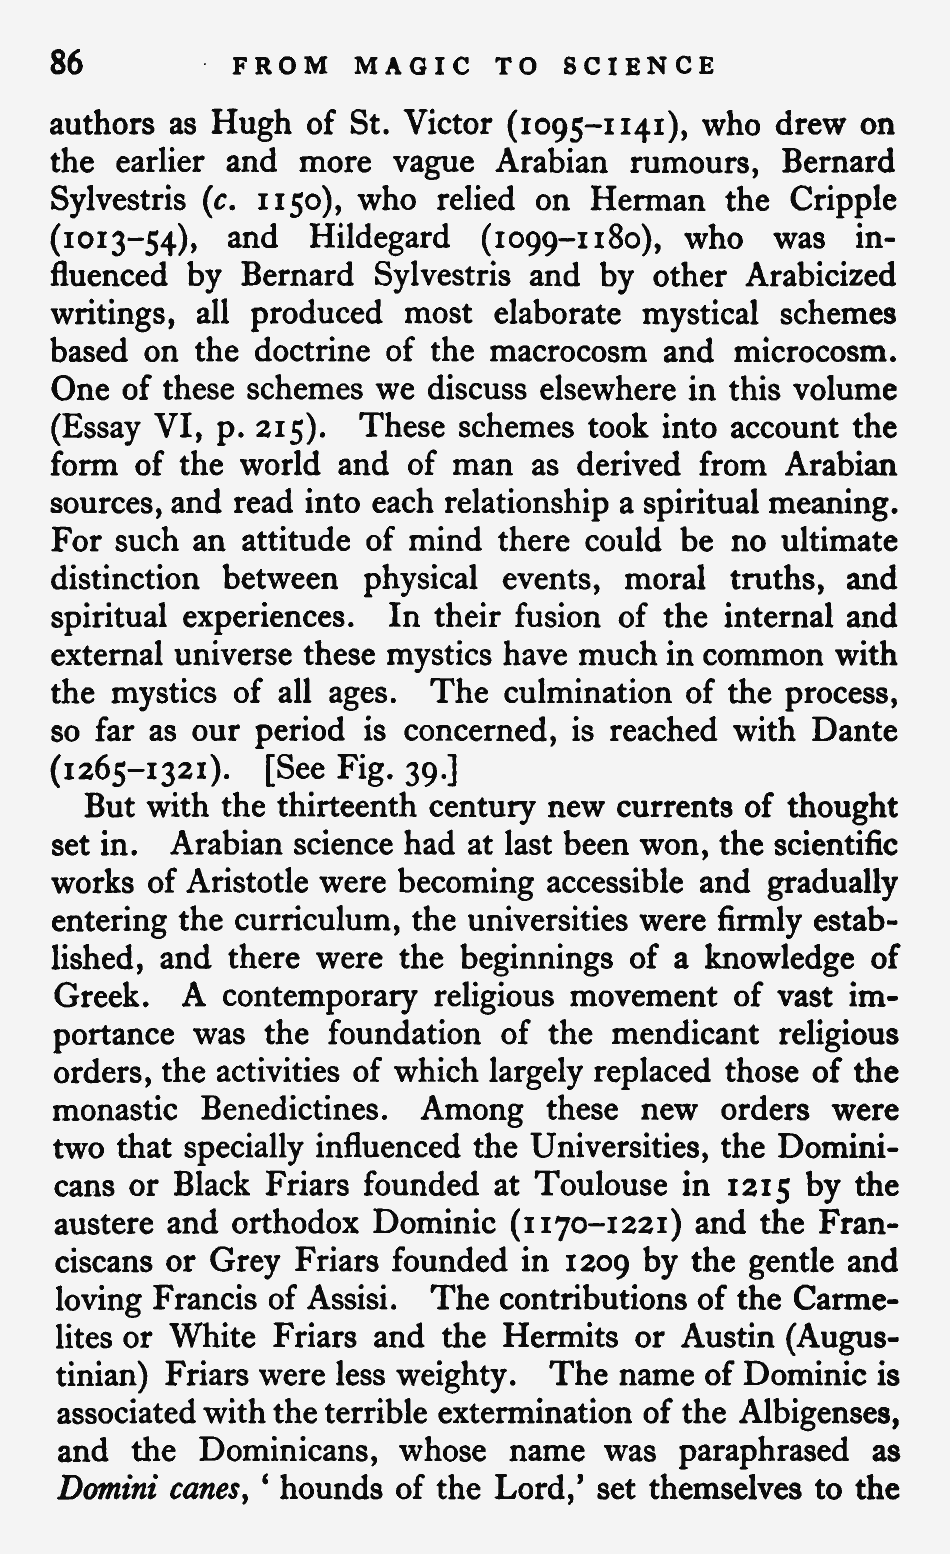 86 FROM MAGIC TO SCIENCE
authors as Hugh of St. Victor (1095–1141), who drew on
the earlier and more vague Arabian rumours, Bernard
Sylvestris (c. 1150), who relied on Herman the Cripple
(1013–54), and Hildegard (1099–1180), who was in-
fluenced by Bernard Sylvestris and by other Arabicized
writings, all produced most elaborate mystical schemes
based on the doctrine of the macrocosm and microcosm.
One of these schemes we discuss elsewhere in this volume
(Essay VI, p. 215). These schemes took into account the
form of the world and of man as derived from Arabian
sources, and read into each relationship a spiritual meaning.
For such an attitude of mind there could be no ultimate
distinction between physical events, moral truths, and
spiritual experiences. In their fusion of the internal and
external universe these mystics have much in common with
the mystics of all ages. The culmination of the process,
so far as our period is concerned, is reached with Dante
(1265–1321). [See Fig. 39.]
But with the thirteenth century new currents of thought
set in. Arabian science had at last been won, the scientific
works of Aristotle were becoming accessible and gradually
entering the curriculum, the universities were firmly estab-
lished, and there were the beginnings of a knowledge of
Greek. A contemporary religious movement of vast im-
portance was the foundation of the mendicant religious
orders, the activities of which largely replaced those of the
monastic Benedictines. Among these new orders were
two that specially influenced the Universities, the Domini-
cans or Black Friars founded at Toulouse in 1215 by the
austere and orthodox Dominic (1170–1221) and the Fran-
ciscans or Grey Friars founded in 1209 by the gentle and
loving Francis of Assisi. The contributions of the Carme-
lites or White Friars and the Hermits or Austin (Augus-
tinian) Friars were less weighty. The name of Dominic is
associated with the terrible extermination of the Albigenses,
and the Dominicans, whose name was paraphrased as
Domini canes, ‘ hounds of the Lord,’ set themselves to the